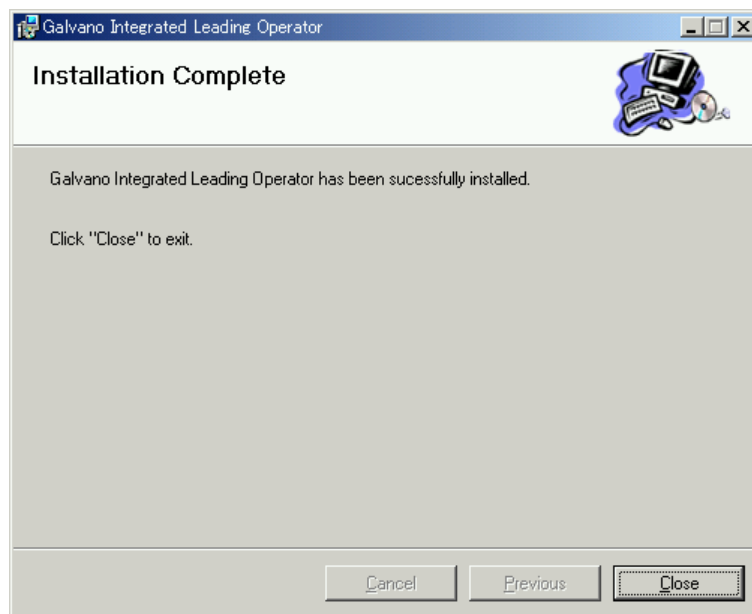 Galvano Integrated Leading Operator
Installation Complete
Galvano Integrated Leading Operator has been sucessfully installed.
Click "Close" to exit.
Cancel Previous Close